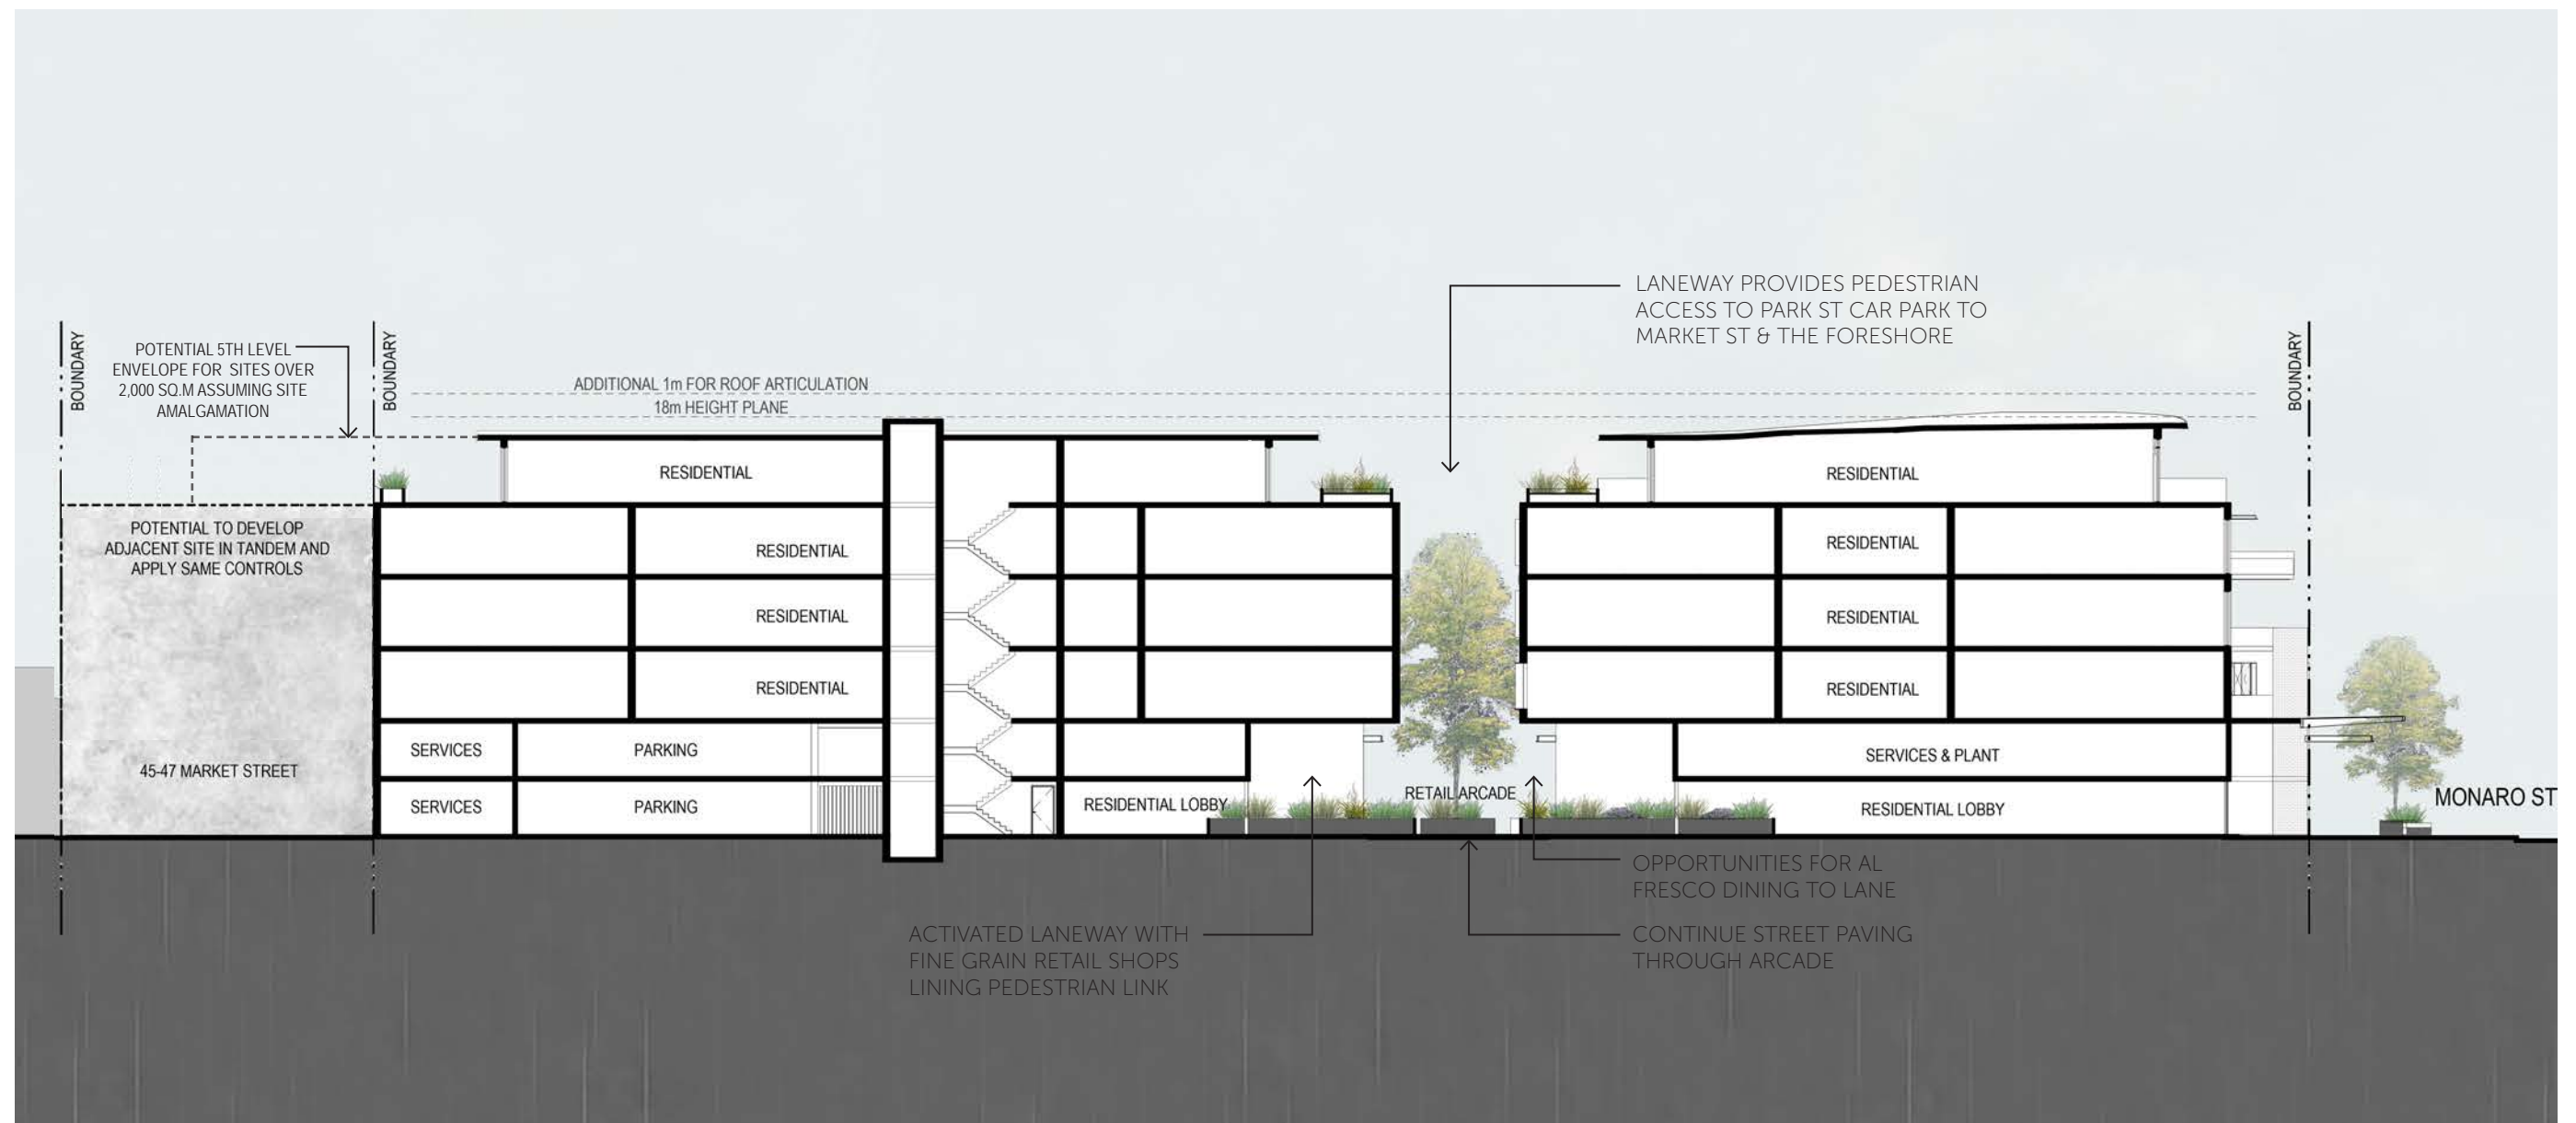 LANEWAY PROVIDES PEDESTRIAN
ACCESS TO PARK ST CAR PARK TO
MARKET ST & THE FORESHORE
BOUNDARY
POTENTIAL 5TH LEVEL
ENVELOPE FOR SITES OVER
2,000 SQ.M ASSUMING SITE
AMALGAMATION
BOUNDARY
ADDITIONAL 1m FOR ROOF ARTICULATION
18m HEIGHT PLANE
BOUNDARY
RESIDENTIAL
RESIDENTIAL
POTENTIAL TO DEVELOP
ADJACENT SITE IN TANDEM AND
APPLY SAME CONTROLS
RESIDENTIAL
RESIDENTIAL
RESIDENTIAL
RESIDENTIAL
RESIDENTIAL
RESIDENTIAL
45-47 MARKET STREET
SERVICES
PARKING
SERVICES & PLANT
SERVICES
PARKING
RESIDENTIAL LOBBY
RETAIL ARCADE
RESIDENTIAL LOBBY
MONARO ST
OPPORTUNITIES FOR AL
FRESCO DINING TO LANE
ACTIVATED LANEWAY WITH
FINE GRAIN RETAIL SHOPS
LINING PEDESTRIAN LINK
CONTINUE STREET PAVING
THROUGH ARCADE